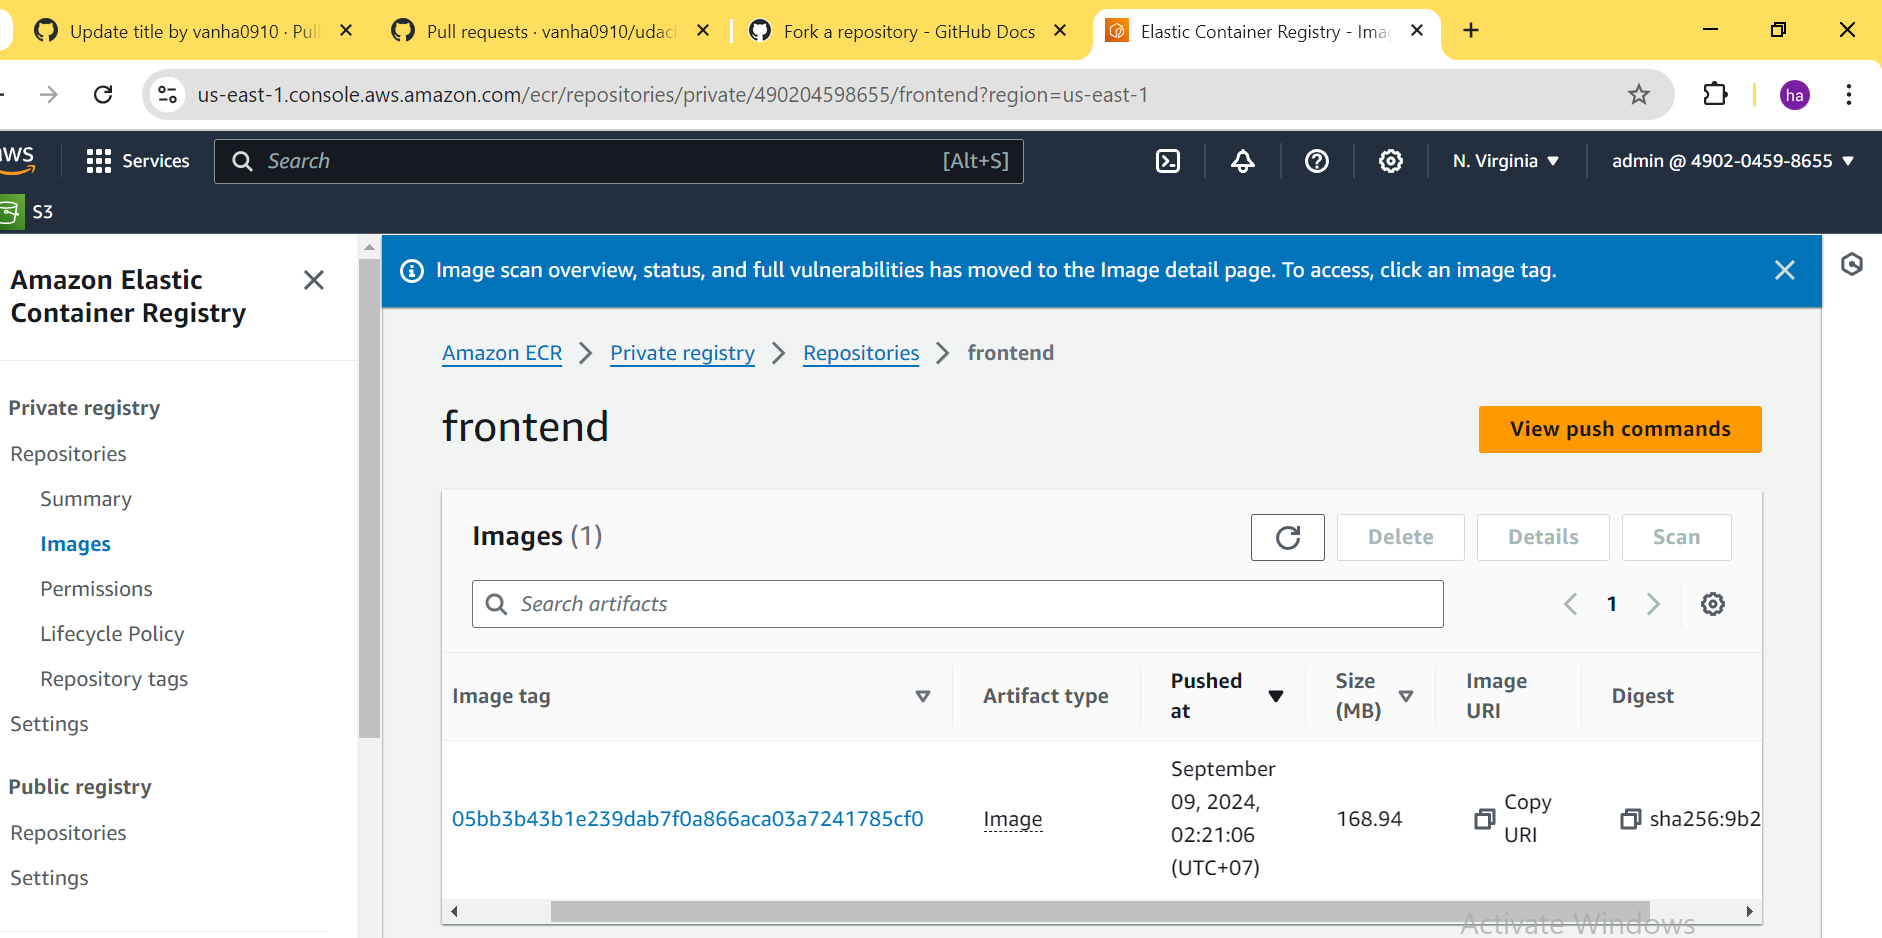 Update title by vanha0910 · Pull
Pull requests · vanha0910/udaci
Fork a repository - GitHub Docs
Elastic Container Registry - Ima
us-east-1.console.aws.amazon.com/ecr/repositories/private/490204598655/frontend?region=us-east-1
ha
aws
Services
Search
[Alt+S]
N. Virginia
admin @ 4902-0459-8655
S3
Amazon Elastic
Container Registry
Private registry
Repositories
Summary
Images
Permissions
Lifecycle Policy
Repository tags
Settings
Public registry
Repositories
Settings
Image scan overview, status, and full vulnerabilities has moved to the Image detail page. To access, click an image tag.
Amazon ECR
Private registry
Repositories
frontend
frontend
View push commands
Images (1)
Delete
Details
Scan
Search artifacts
1
Image tag
Artifact type
Pushed
at
Size
(MB)
Image
URI
Digest
05bb3b43b1e239dab7f0a866aca03a7241785cf0
Image
September
09, 2024,
02:21:06
(UTC+07)
168.94
Copy
URI
sha256:9b2
Activate Windows